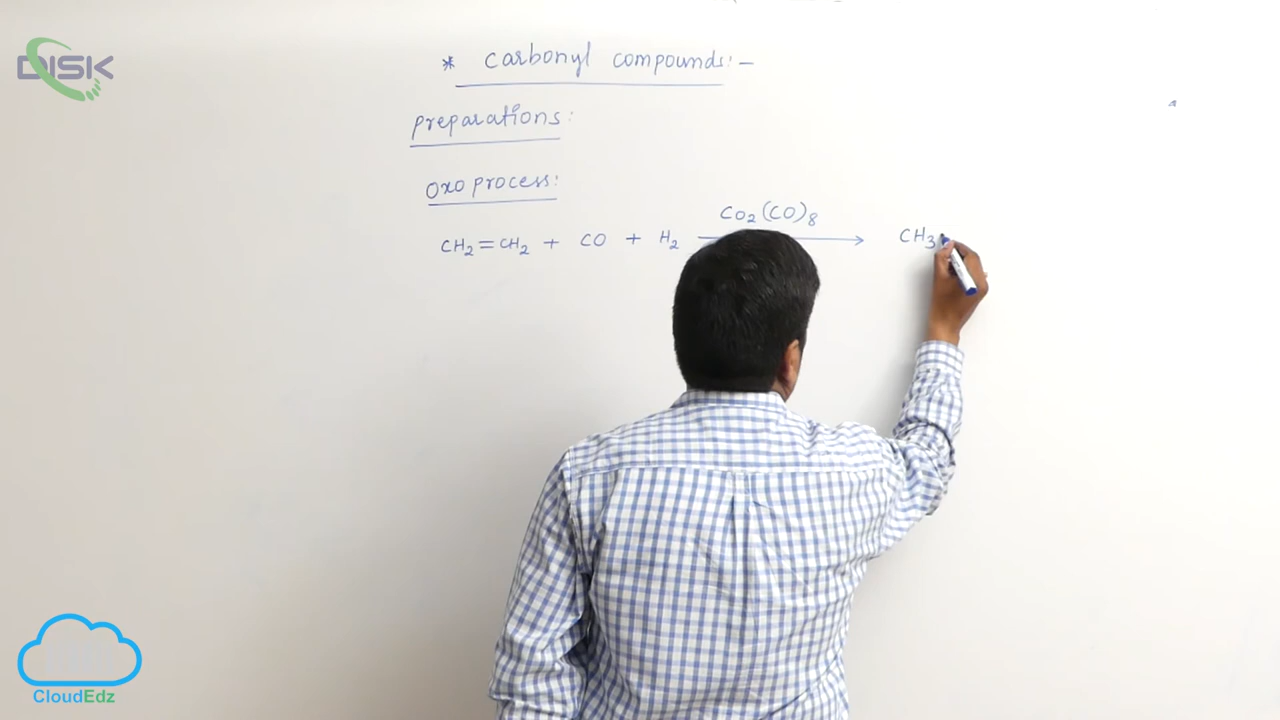 DISK
* Carbonyl compounds:-
preparations:
oxo process:
Co₂(CO)₈
CH₂=CH₂ + CO + H₂ → CH₃
CloudEdz